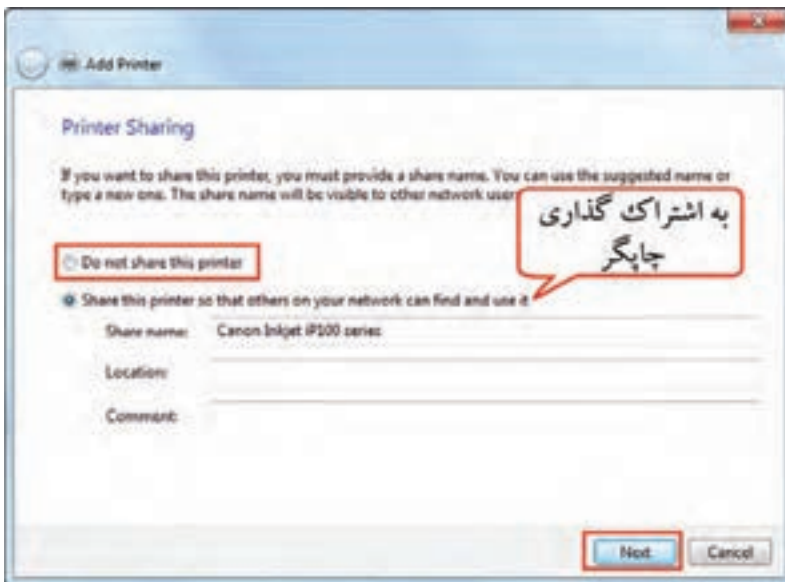 Add Printer
Printer Sharing
If you want to share this printer, you must provide a share name. You can use the suggested name or
type a new one. The share name will be visible to other network user
به اشتراک گذاری
چاپگر
Do not share this printer
Share this printer so that others on your network can find and use it
Share name: Canon Inkjet iP100 series
Location:
Comment:
Next Cancel